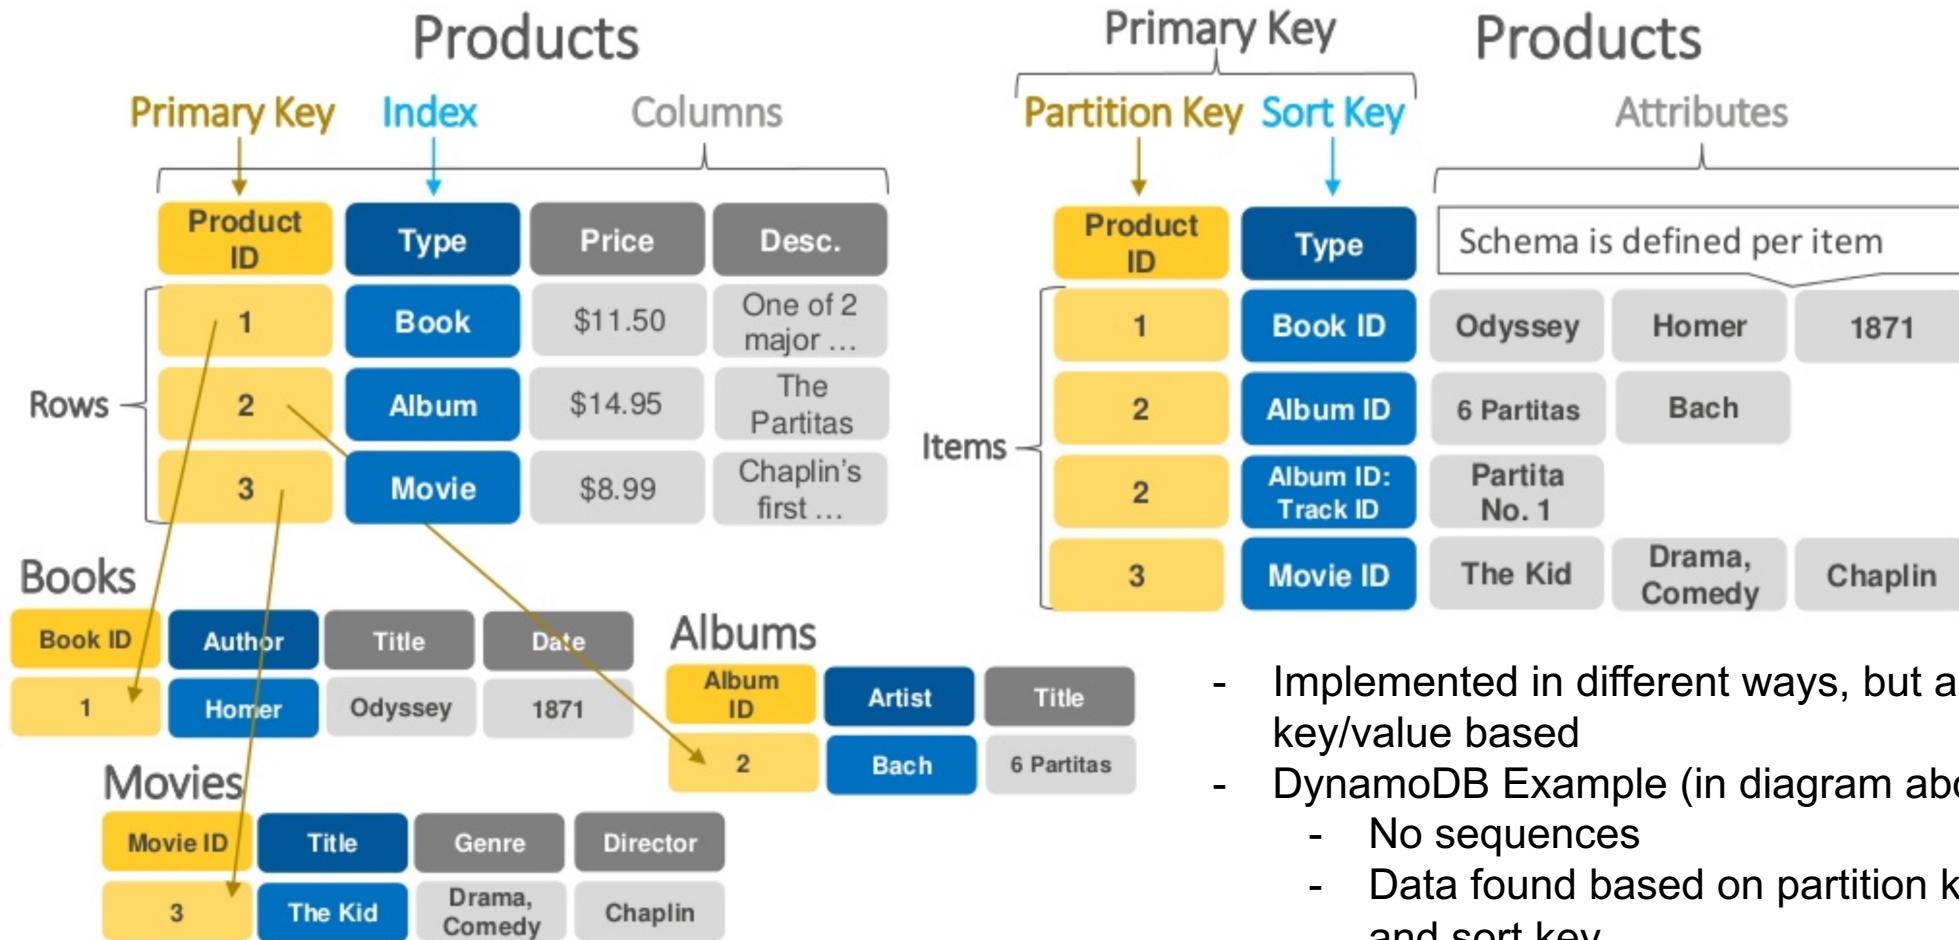 Products
Primary Key
Index
Columns
Product
ID
Type
Price
Desc.
Rows
1
Book
$11.50
One of 2
major ...
2
Album
$14.95
The
Partitas
3
Movie
$8.99
Chaplin's
first ...
Books
Book ID
Author
Title
Date
1
Homer
Odyssey
1871
Albums
Album
ID
Artist
Title
2
Bach
6 Partitas
Movies
Movie ID
Title
Genre
Director
3
The Kid
Drama,
Comedy
Chaplin
Primary Key
Products
Partition Key
Sort Key
Attributes
Product
ID
Type
Schema is defined per item
Items
1
Book ID
Odyssey
Homer
1871
2
Album ID
6 Partitas
Bach
2
Album ID:
Track ID
Partita
No. 1
3
Movie ID
The Kid
Drama,
Comedy
Chaplin
- Implemented in different ways, but
key/value based
- DynamoDB Example (in diagram
- No sequences
- Data found based on partition
and sort key